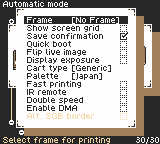 Automatic mode
Frame [No Frame]
Show screen grid
Save confirmation
Quick boot
Flip live image
Display exposure
Cart type [Generic]
Palette [Japan]
Fast printing
IR remote
Double speed
Enable DMA
Alt. SGB border
Select frame for printing
30/30